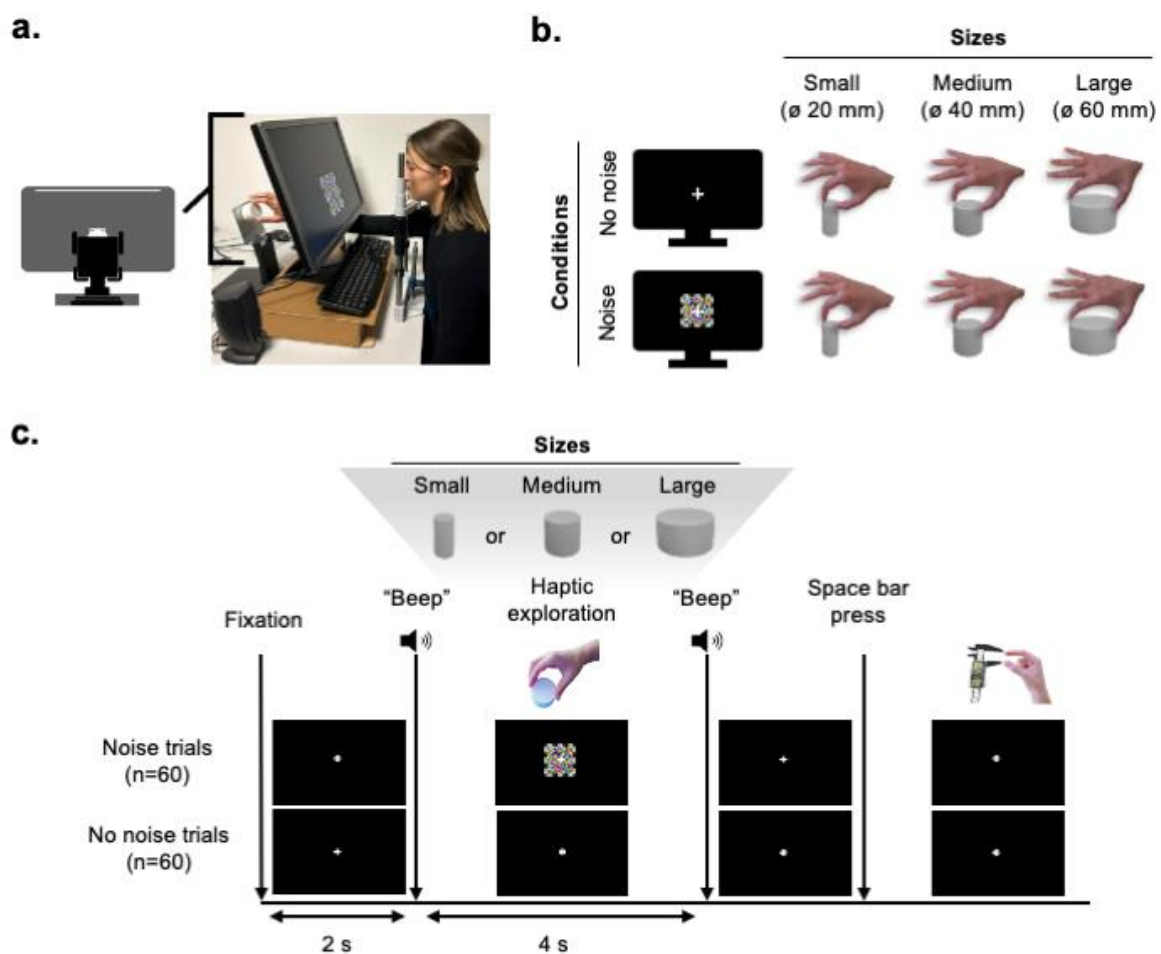 a.
b.
Sizes
Small
(ø 20 mm)
Medium
(ø 40 mm)
Large
(ø 60 mm)
Conditions
No noise
Noise
c.
Sizes
Small
Medium
Large
or
or
Fixation
“Beep”
Haptic
exploration
“Beep”
Space bar
press
Noise trials
(n=60)
No noise trials
(n=60)
2 s
4 s